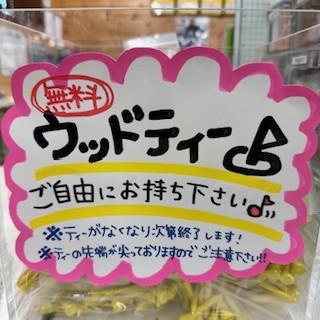 無料
ウッドティー
ご自由にお持ち下さい
※ティーがなくなり次第終了します!
※ティーの先端が尖っておりますのでご注意下さい!!